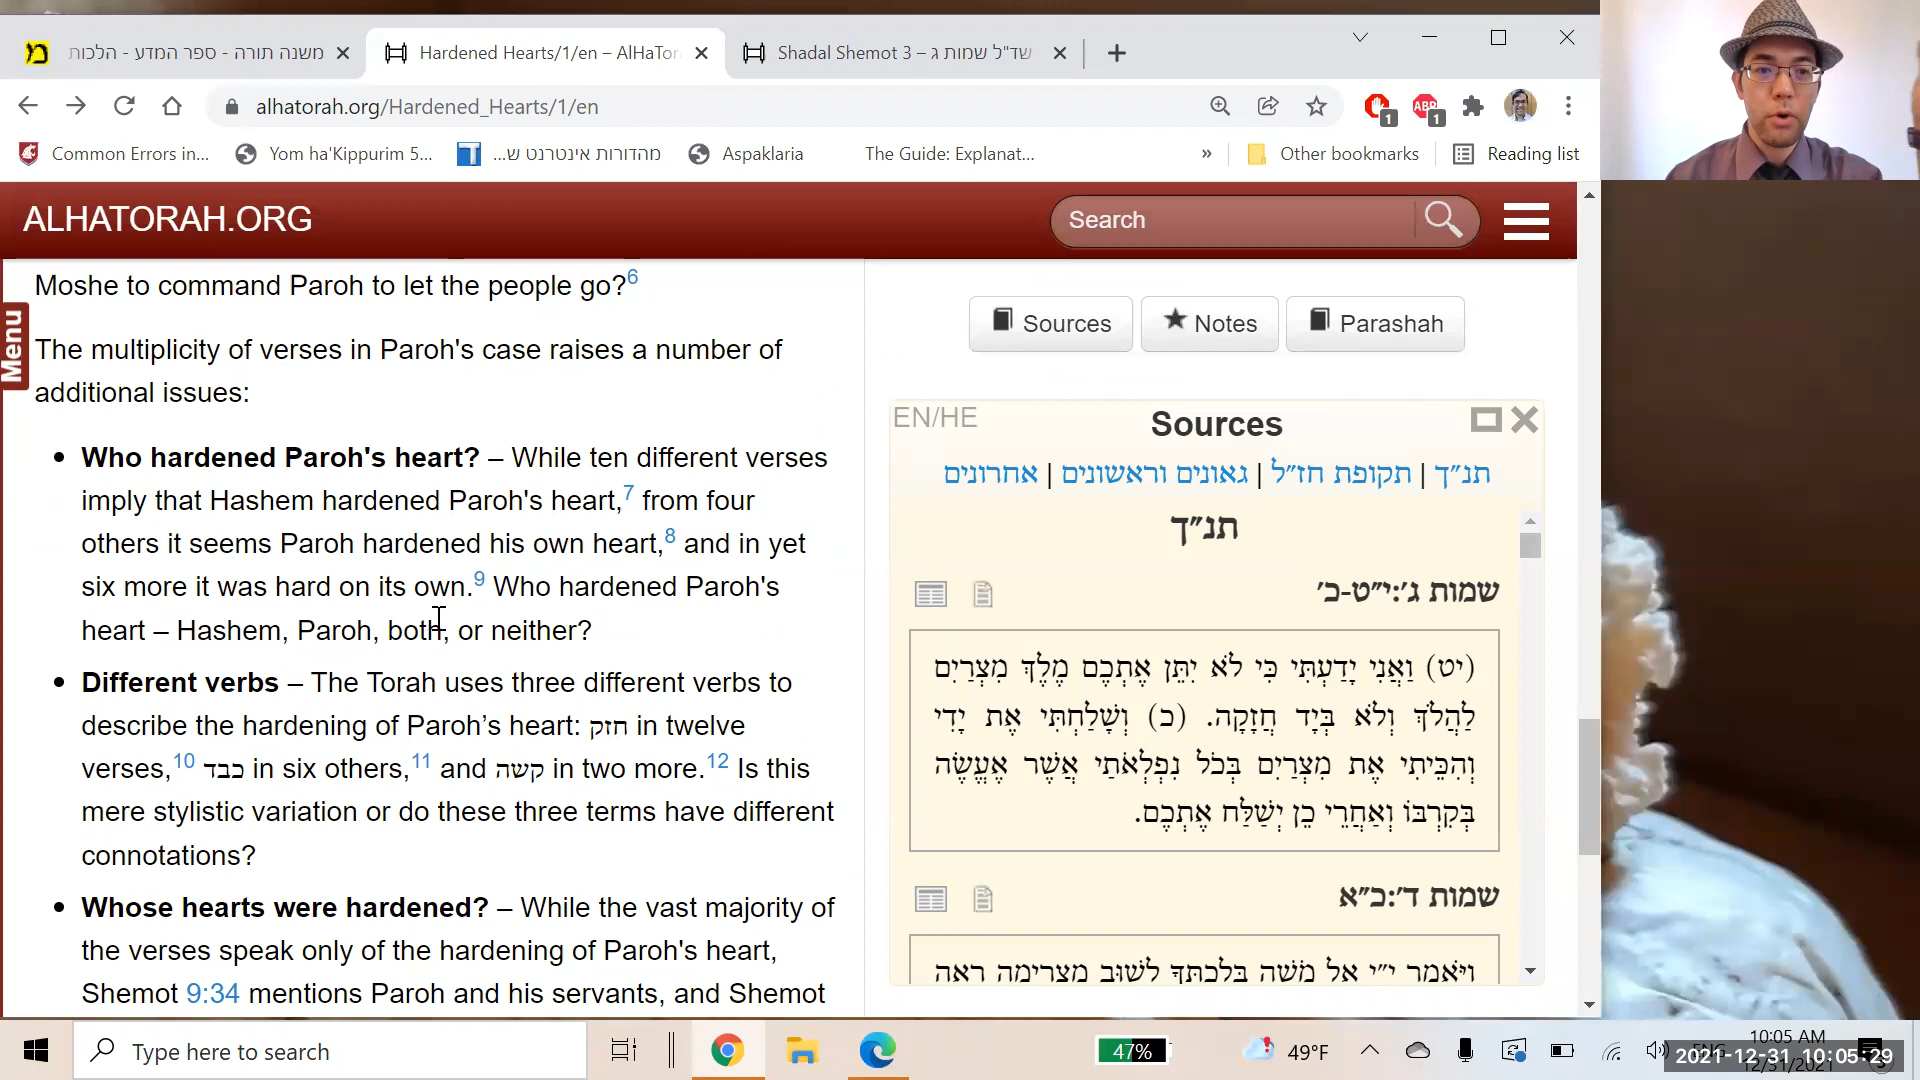 משנה תורה - ספר המדע - הלכות
Hardened Hearts/1/en – AlHaTor
Shadal Shemot 3 – שד"ל שמות ג
alhatorah.org/Hardened_Hearts/1/en
1
ABP
1
Common Errors in...
Yom ha'Kippurim 5...
מהדורות אינטרנט ש...
Aspaklaria
The Guide: Explanat...
»
Other bookmarks
Reading list
ALHATORAH.ORG
Search
Menu
Moshe to command Paroh to let the people go?6
The multiplicity of verses in Paroh's case raises a number of
additional issues:
• Who hardened Paroh's heart? – While ten different verses
imply that Hashem hardened Paroh's heart,7 from four
others it seems Paroh hardened his own heart,8 and in yet
six more it was hard on its own.9 Who hardened Paroh's
heart – Hashem, Paroh, both, or neither?
• Different verbs – The Torah uses three different verbs to
describe the hardening of Paroh’s heart: חזק in twelve
verses,10 כבד in six others,11 and קשה in two more.12 Is this
mere stylistic variation or do these three terms have different
connotations?
• Whose hearts were hardened? – While the vast majority of
the verses speak only of the hardening of Paroh's heart,
Shemot 9:34 mentions Paroh and his servants, and Shemot
Sources
Notes
Parashah
EN/HE
Sources
תנ״ך | תקופת חז״ל | גאונים וראשונים | אחרונים
תנ״ך
שמות ג׳:י״ט-כ׳
(יט) וַאֲנִי יָדַעְתִּי כִּי לֹא יִתֵּן אֶתְכֶם מֶלֶךְ מִצְרַיִם
לַהֲלֹךְ וְלֹא בְּיָד חֲזָקָה. (כ) וְשָׁלַחְתִּי אֶת יָדִי
וְהִכֵּיתִי אֶת מִצְרַיִם בְּכֹל נִפְלְאֹתַי אֲשֶׁר אֶעֱשֶׂה
בְּקִרְבּוֹ וְאַחֲרֵי כֵן יְשַׁלַּח אֶתְכֶם.
שמות ד׳:כ״א
ויאמר י״י אל משה בלכתך לשוב מצרימה ראה
Type here to search
47%
49°F
10:05 AM
2021-12-31 10:05:29